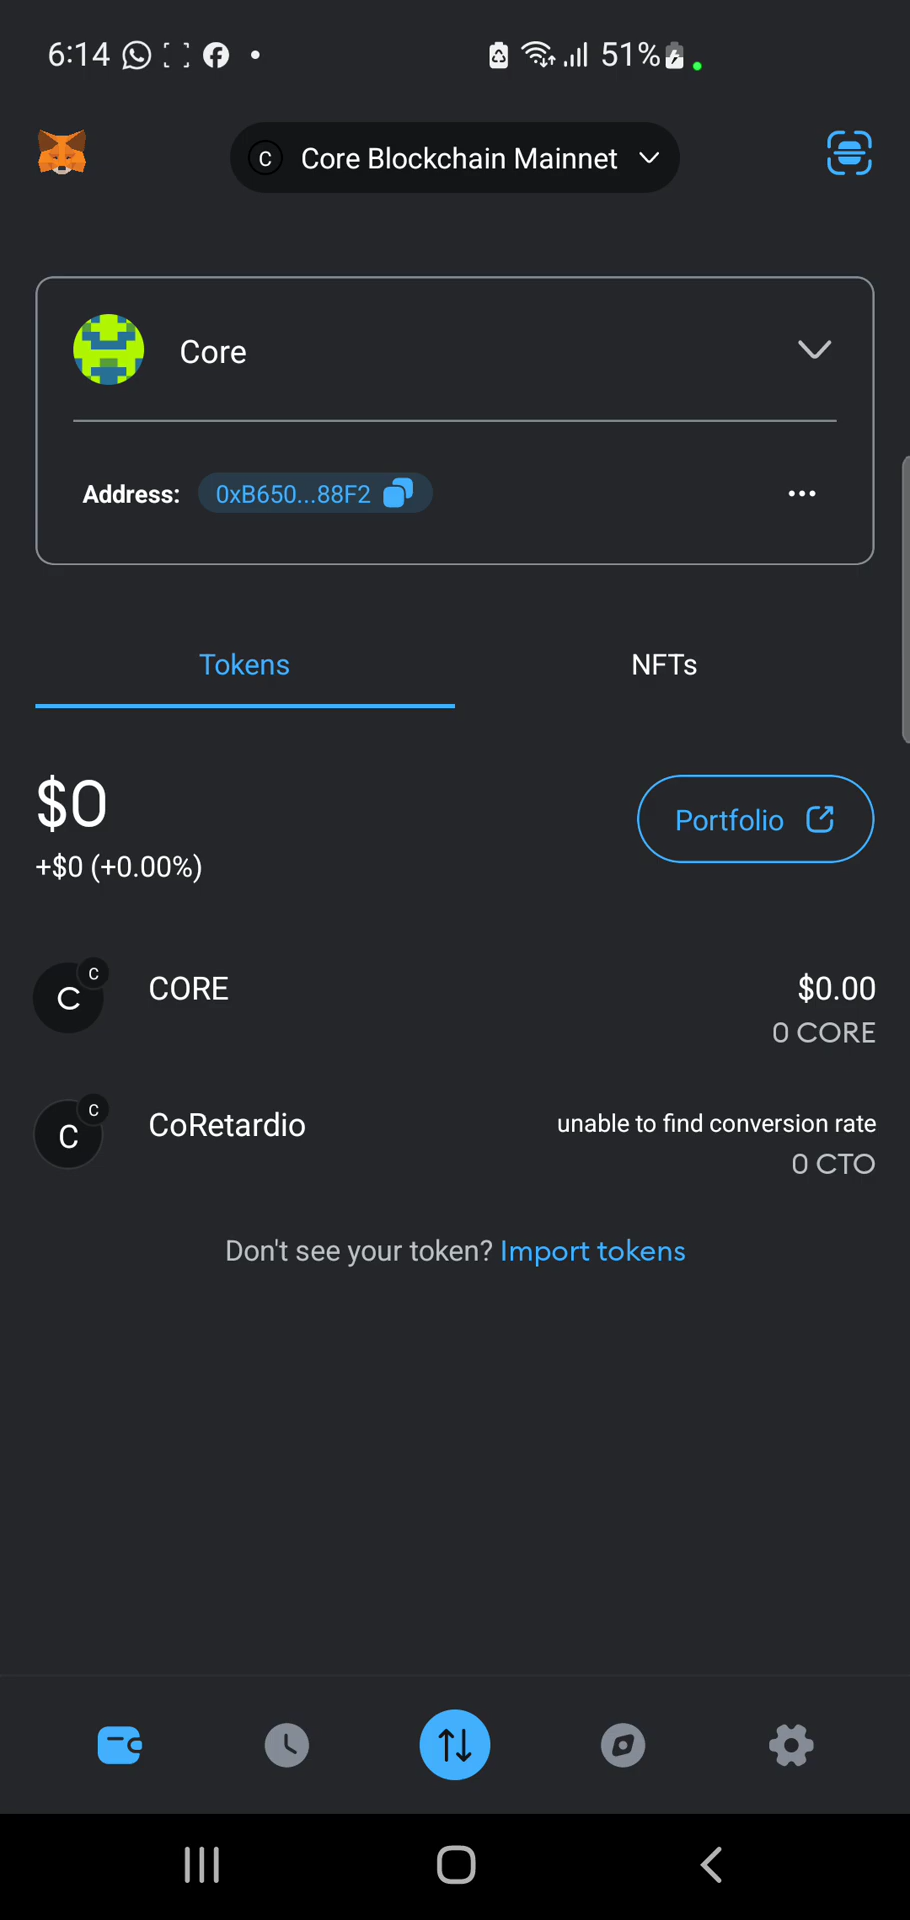 6:14
51%
C Core Blockchain Mainnet
Core
Address: 0xB650...88F2
Tokens
NFTs
$0
+$0 (+0.00%)
Portfolio
C
C
CORE
$0.00
0 CORE
C
C
CoRetardio
unable to find conversion rate
0 CTO
Don't see your token? Import tokens